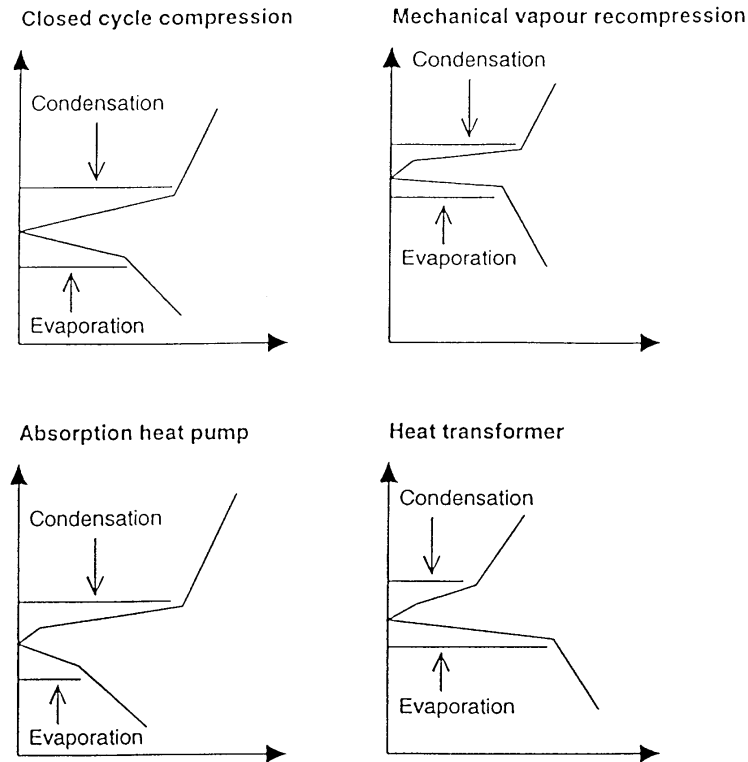 Closed cycle compression
Condensation
Evaporation
Mechanical vapour recompression
Condensation
Evaporation
Absorption heat pump
Condensation
Evaporation
Heat transformer
Condensation
Evaporation